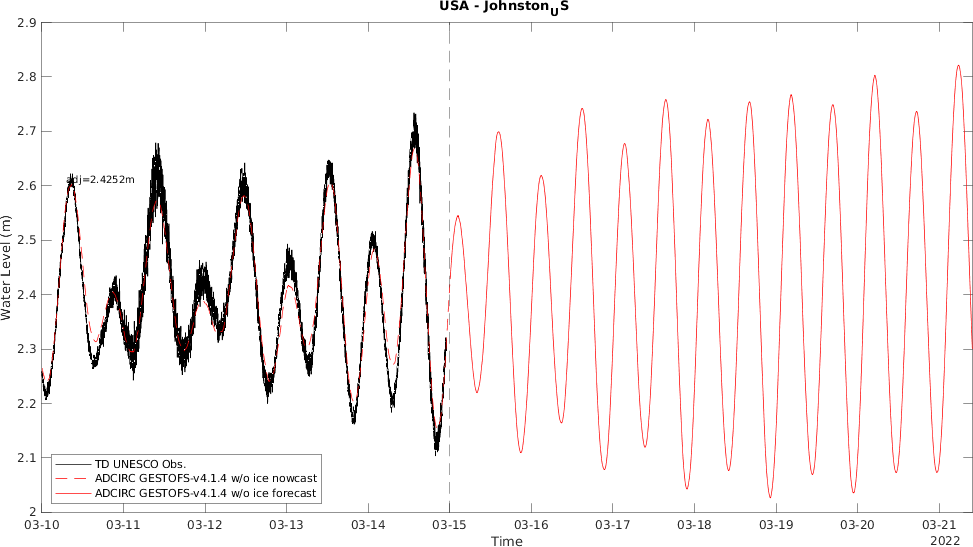 USA - JohnstonUS
2.9
2.8
2.7
2.6
2.5
2.4
2.3
2.2
2.1
2
Water Level (m)
adj=2.4252m
TD UNESCO Obs.
ADCIRC GESTOFS-v4.1.4 w/o ice nowcast
ADCIRC GESTOFS-v4.1.4 w/o ice forecast
03-10 03-11 03-12 03-13 03-14 03-15 03-16 03-17 03-18 03-19 03-20 03-21
Time
2022